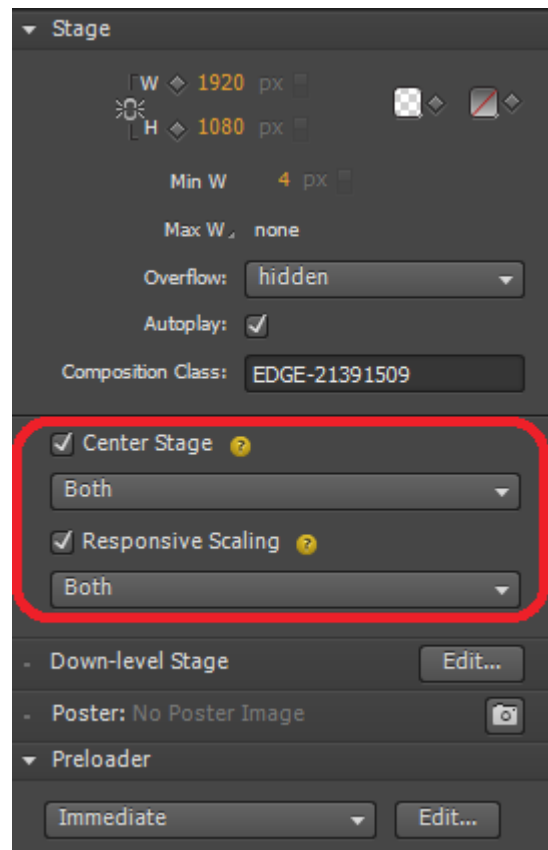 Stage
W 1920 px
H 1080 px
Min W 4 px
Max W none
Overflow: hidden
Autoplay:
Composition Class: EDGE-21391509
Center Stage ?
Both
Responsive Scaling ?
Both
Down-level Stage Edit...
Poster: No Poster Image
Preloader
Immediate Edit...